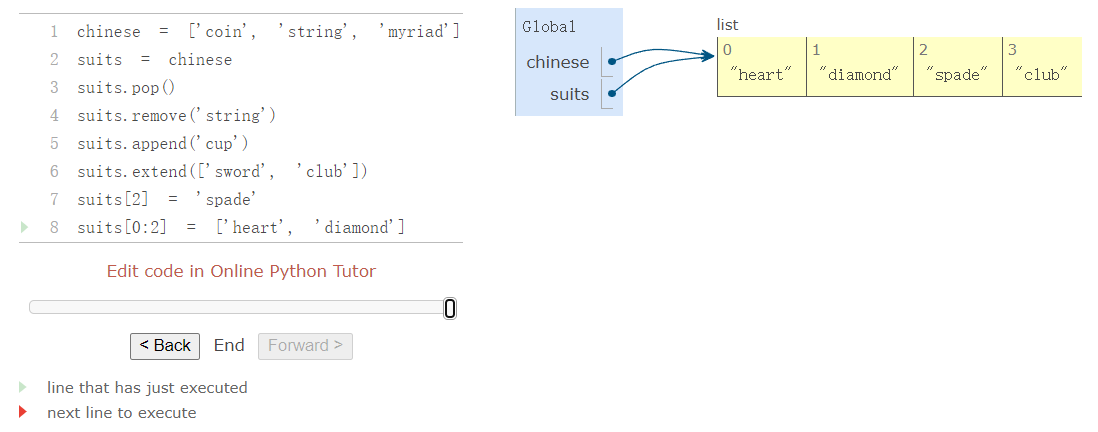 1 chinese = ['coin', 'string', 'myriad']
2 suits = chinese
3 suits.pop()
4 suits.remove('string')
5 suits.append('cup')
6 suits.extend(['sword', 'club'])
7 suits[2] = 'spade'
8 suits[0:2] = ['heart', 'diamond']
Edit code in Online Python Tutor
< Back End Forward >
line that has just executed
next line to execute
Global
chinese
suits
list
0 1 2 3
"heart" "diamond" "spade" "club"